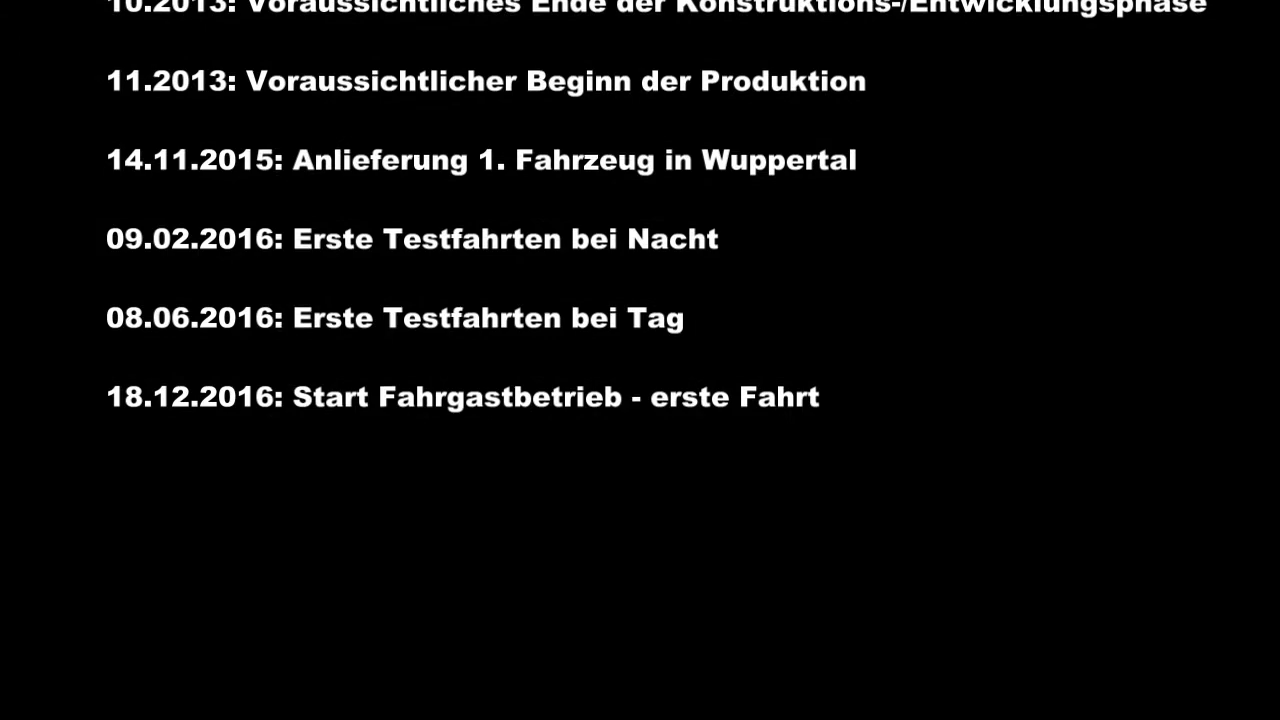 10.2013: Voraussichtliches Ende der Konstruktions-/Entwicklungsphase
11.2013: Voraussichtlicher Beginn der Produktion
14.11.2015: Anlieferung 1. Fahrzeug in Wuppertal
09.02.2016: Erste Testfahrten bei Nacht
08.06.2016: Erste Testfahrten bei Tag
18.12.2016: Start Fahrgastbetrieb - erste Fahrt